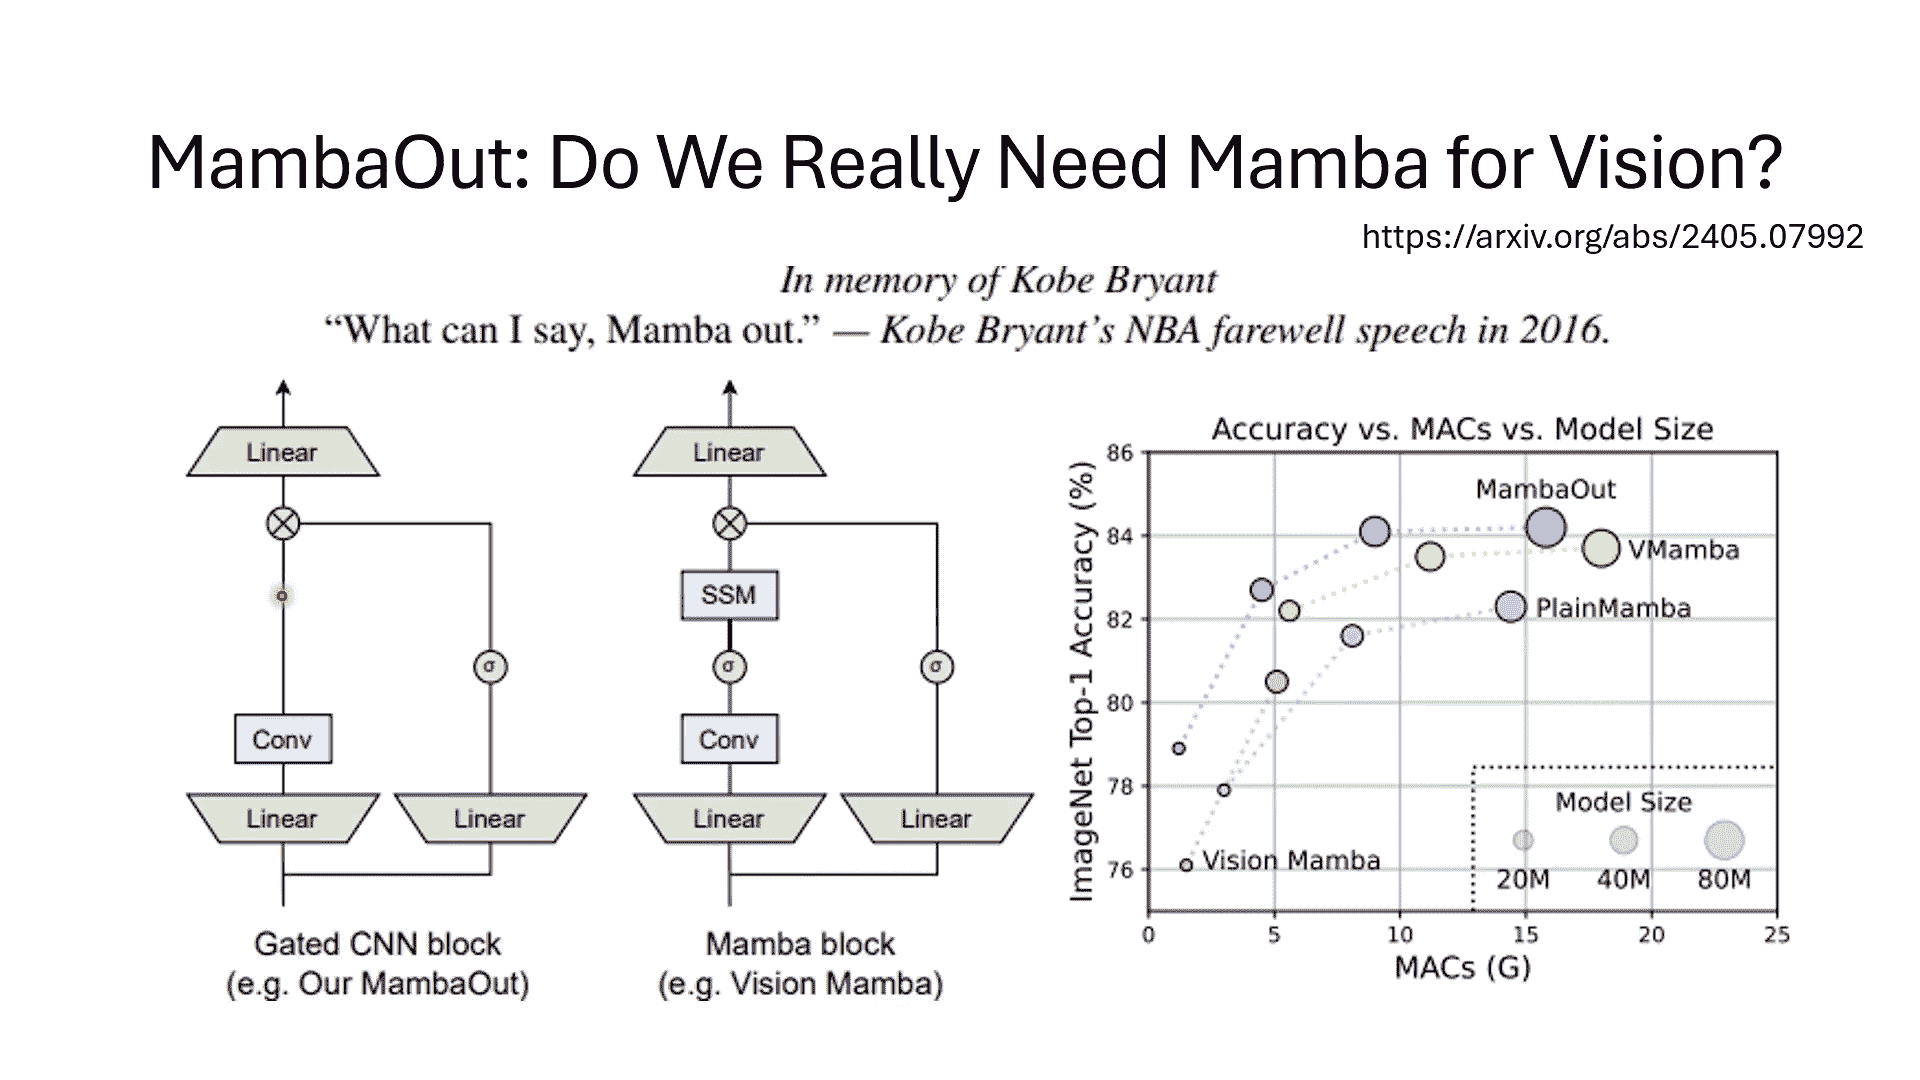 MambaOut: Do We Really Need Mamba for Vision?
https://arxiv.org/abs/2405.07992
In memory of Kobe Bryant
“What can I say, Mamba out.” — Kobe Bryant’s NBA farewell speech in 2016.
Linear
σ
Conv
Linear
Linear
Gated CNN block
(e.g. Our MambaOut)
Linear
SSM
σ
σ
Conv
Linear
Linear
Mamba block
(e.g. Vision Mamba)
Accuracy vs. MACs vs. Model Size
ImageNet Top-1 Accuracy (%)
86
84
82
80
78
76
MambaOut
VMamba
PlainMamba
Vision Mamba
Model Size
20M 40M 80M
0 5 10 15 20 25
MACs (G)